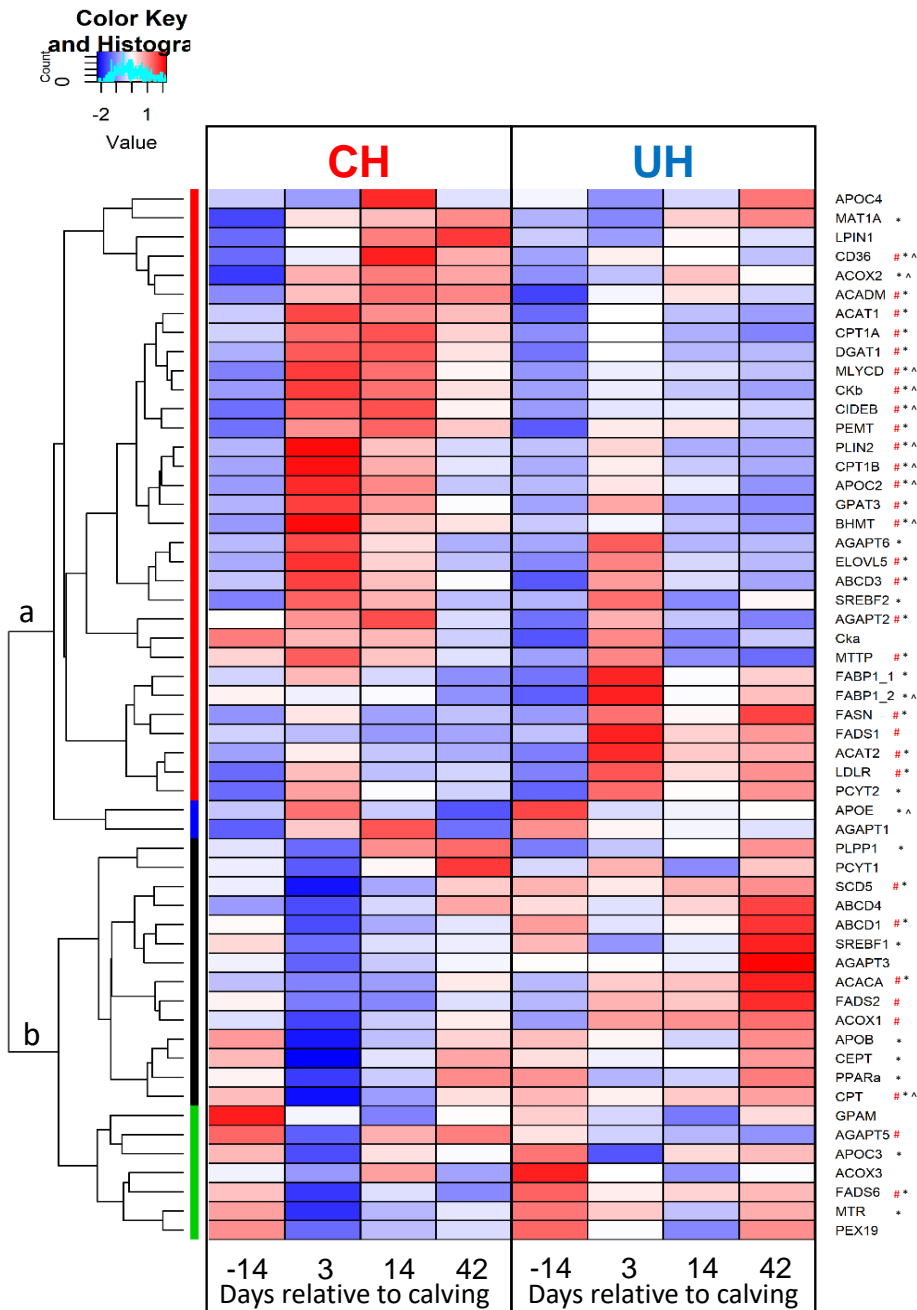 Color Key
and Histogra
Count
0
-2 1
Value
CH UH
APOC4
MAT1A *
LPIN1
CD36 # * ^
ACOX2 * ^
ACADM # *
ACAT1 # *
CPT1A # *
DGAT1 # *
MLYCD # * ^
CKb # * ^
CIDEB # * ^
PEMT # *
PLIN2 # * ^
CPT1B # * ^
APOC2 # * ^
GPAT3 # *
BHMT # * ^
AGAPT6 *
ELOVL5 # *
ABCD3 # *
SREBF2 *
AGAPT2 # *
Cka
MTTP # *
FABP1_1 *
FABP1_2 * ^
FASN # *
FADS1 #
ACAT2 # *
LDLR # *
PCYT2 *
APOE * ^
AGAPT1
PLPP1 *
PCYT1
SCD5 # *
ABCD4
ABCD1 # *
SREBF1 *
AGAPT3
ACACA # *
FADS2 #
ACOX1 #
APOB *
CEPT *
PPARa *
CPT # * ^
GPAM
AGAPT5 #
APOC3 *
ACOX3
FADS6 # *
MTR *
PEX19
a
b
-14 3 14 42 -14 3 14 42
Days relative to calving Days relative to calving